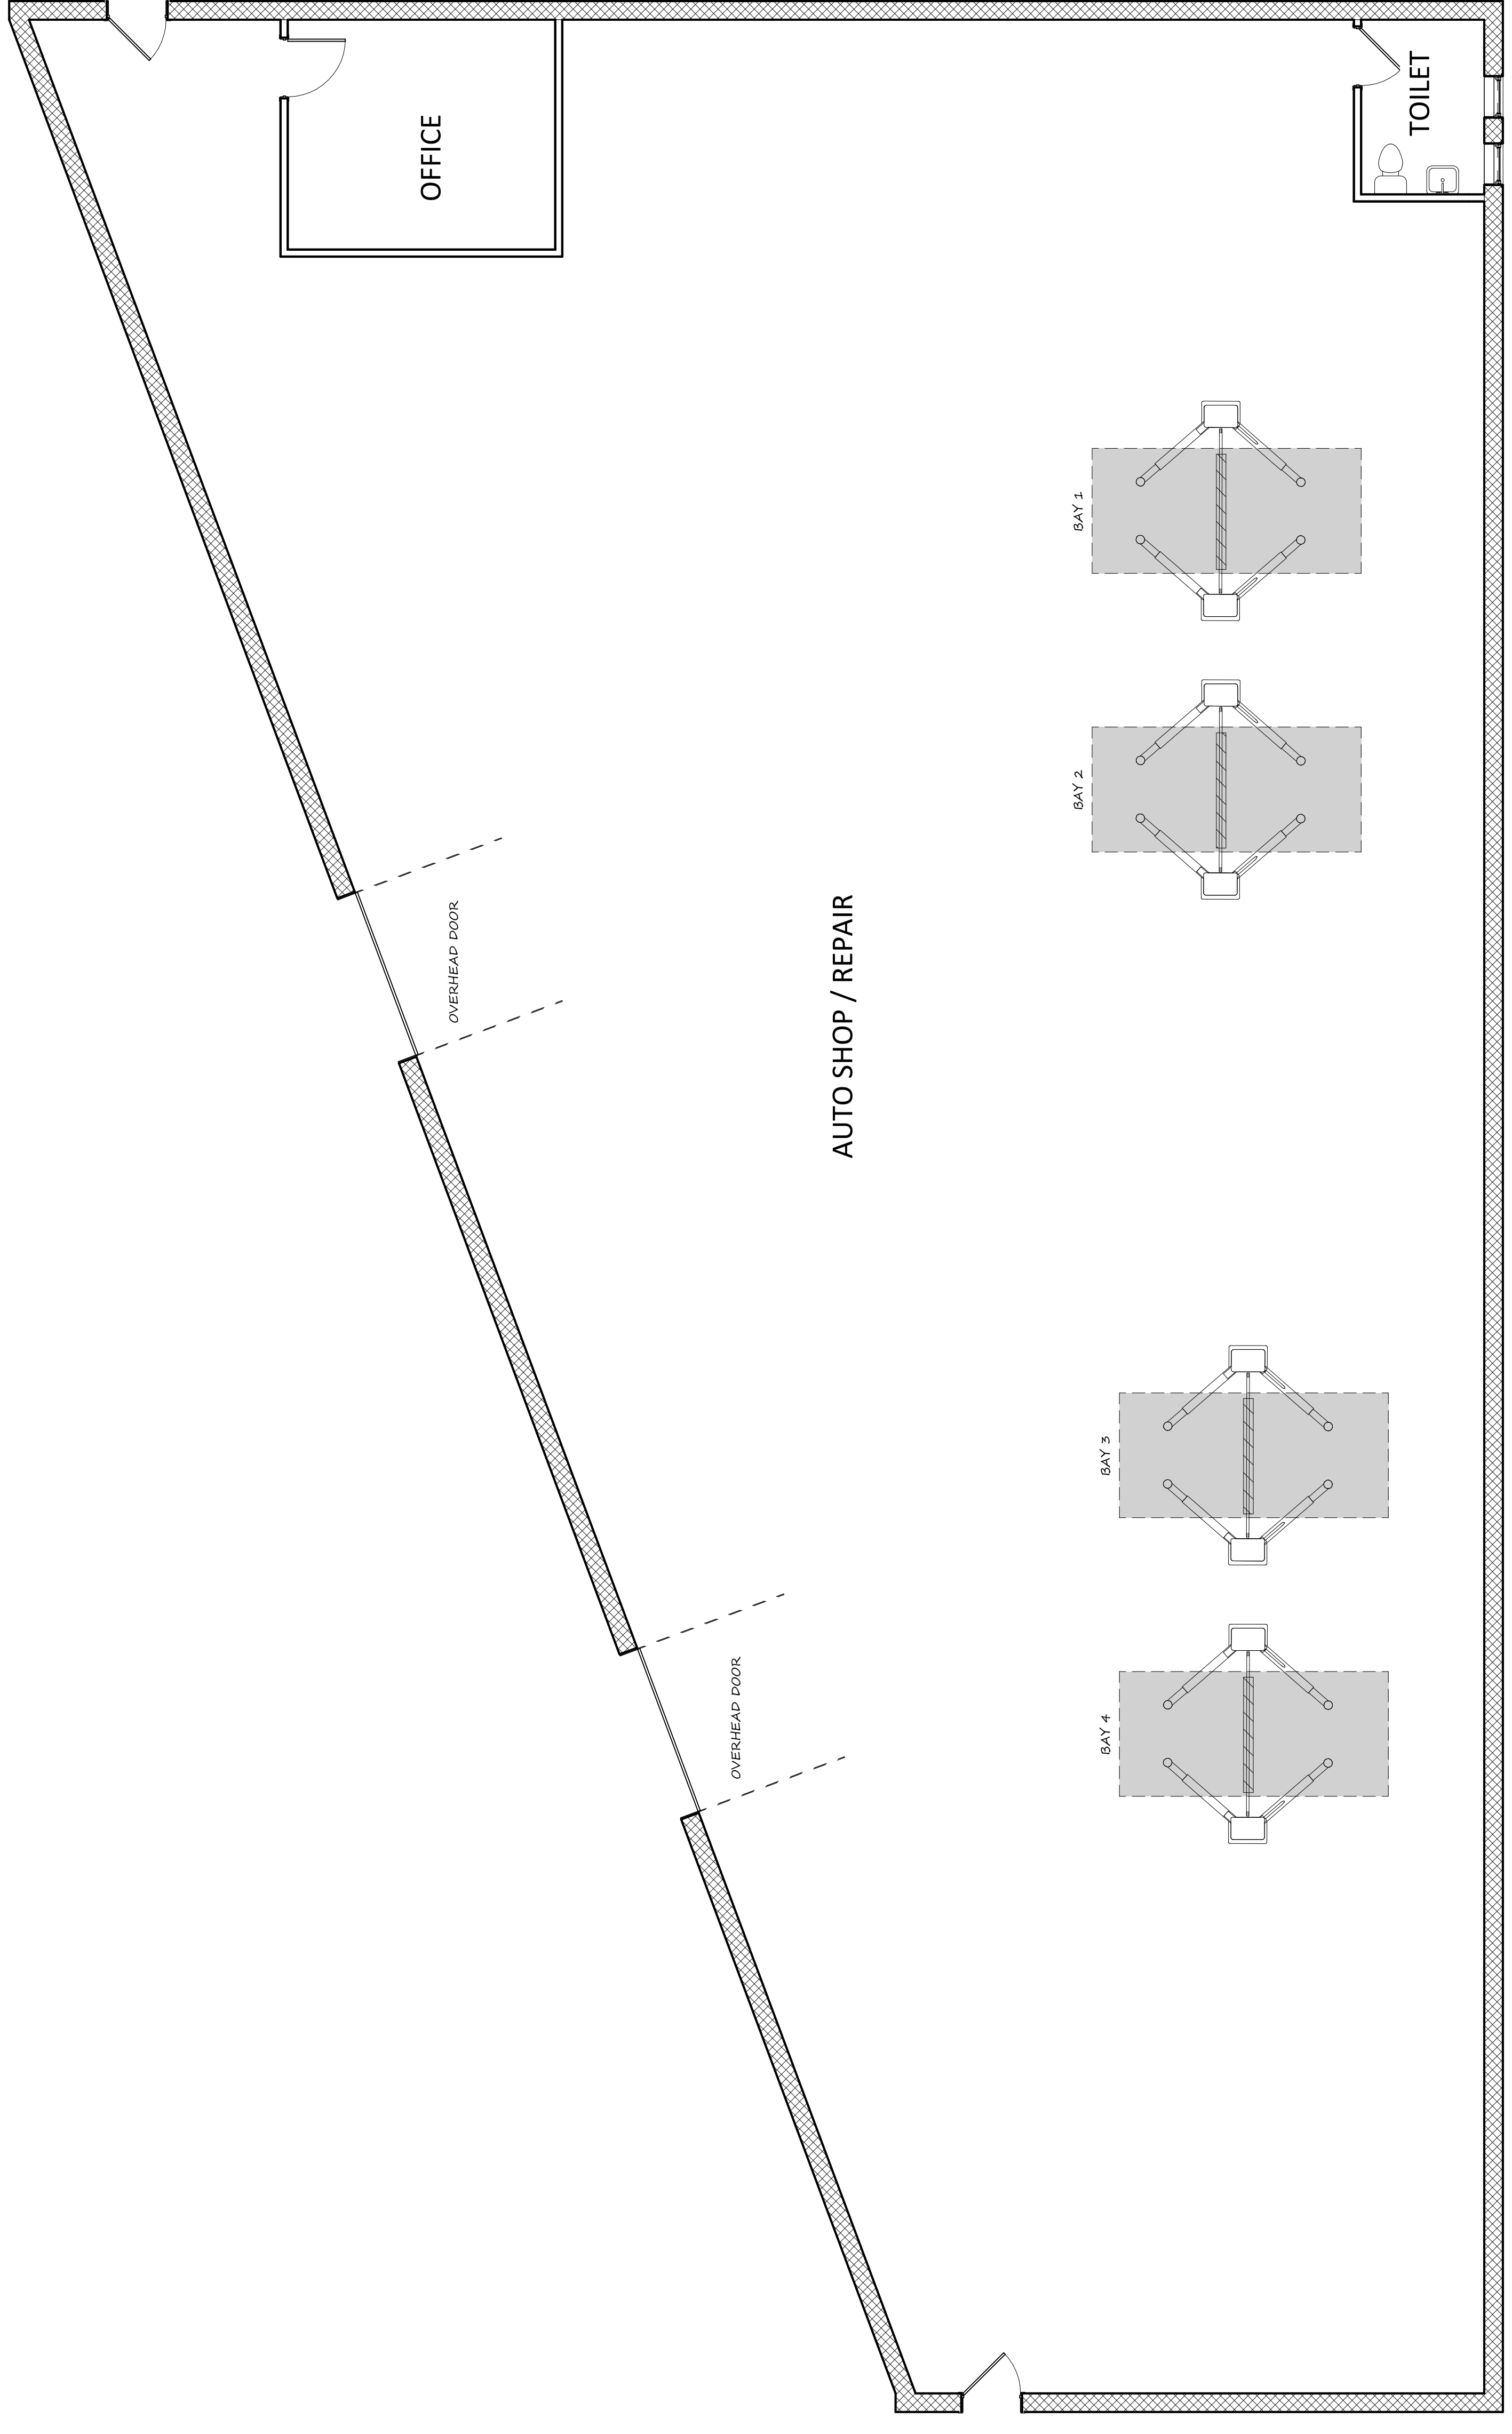 OFFICE
TOILET
BAY 1
BAY 2
OVERHEAD DOOR
AUTO SHOP / REPAIR
BAY 3
OVERHEAD DOOR
BAY 4